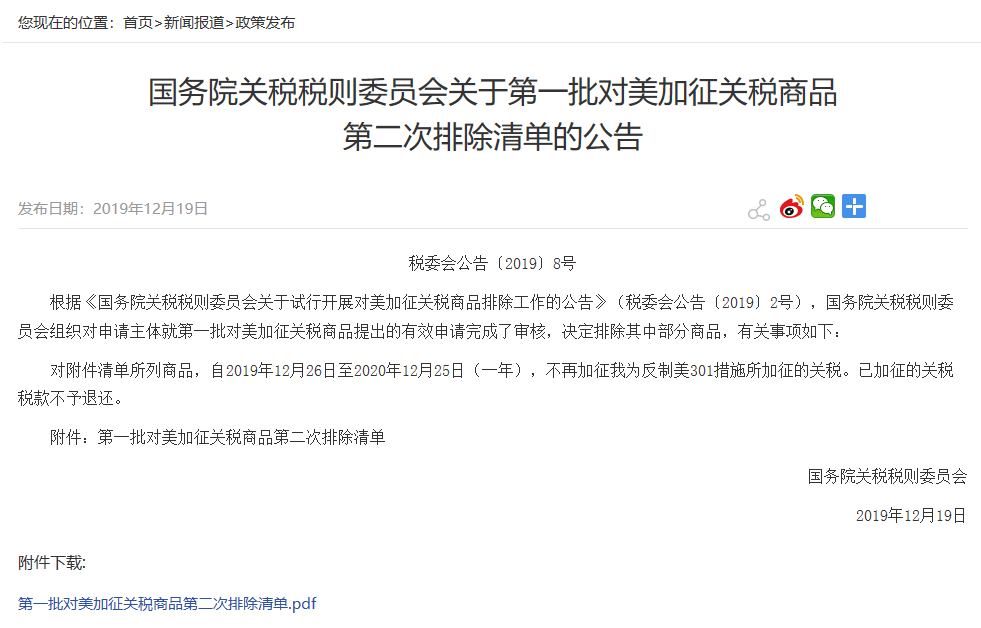 您现在的位置：首页>新闻报道>政策发布
国务院关税税则委员会关于第一批对美加征关税商品
第二次排除清单的公告
发布日期：2019年12月19日
税委会公告〔2019〕8号
根据《国务院关税税则委员会关于试行开展对美加征关税商品排除工作的公告》（税委会公告〔2019〕2号），国务院关税税则委
员会组织对申请主体就第一批对美加征关税商品提出的有效申请完成了审核，决定排除其中部分商品，有关事项如下：
对附件清单所列商品，自2019年12月26日至2020年12月25日（一年），不再加征我为反制美301措施所加征的关税。已加征的关税
税款不予退还。
附件：第一批对美加征关税商品第二次排除清单
国务院关税税则委员会
2019年12月19日
附件下载:
第一批对美加征关税商品第二次排除清单.pdf